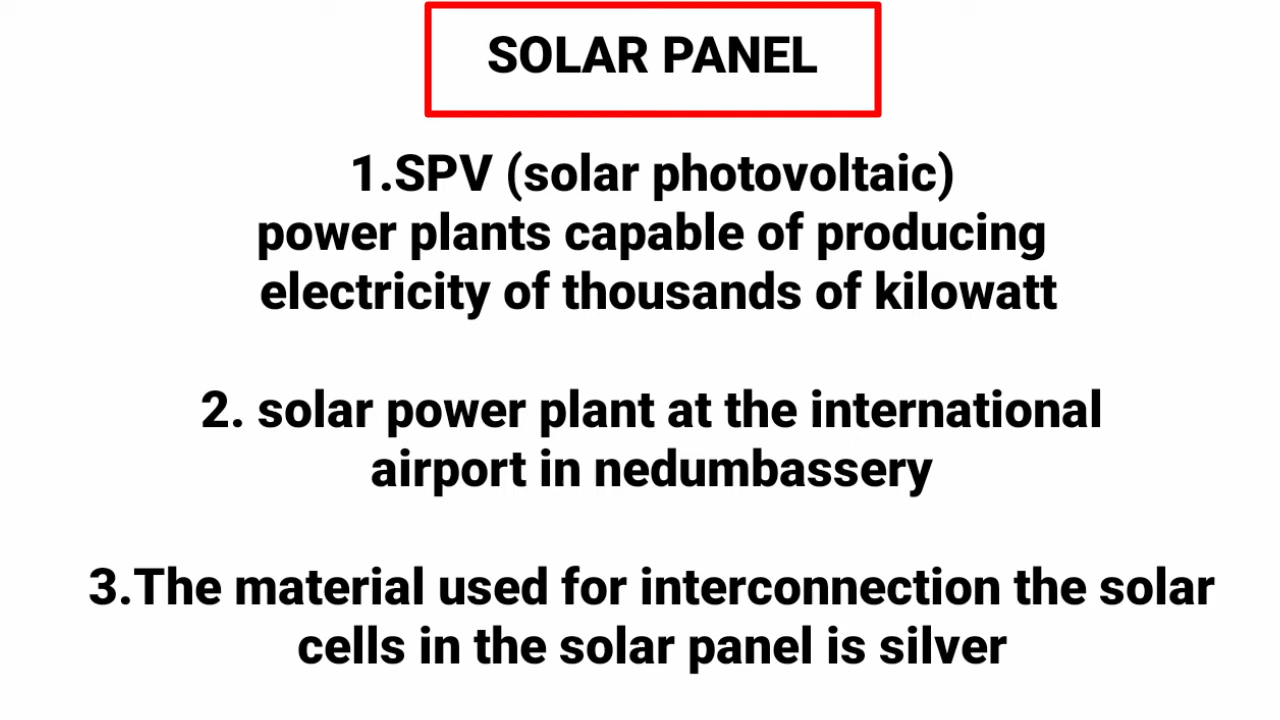 SOLAR PANEL
1.SPV (solar photovoltaic)
power plants capable of producing
electricity of thousands of kilowatt
2. solar power plant at the international
airport in nedumbassery
3.The material used for interconnection the solar
cells in the solar panel is silver